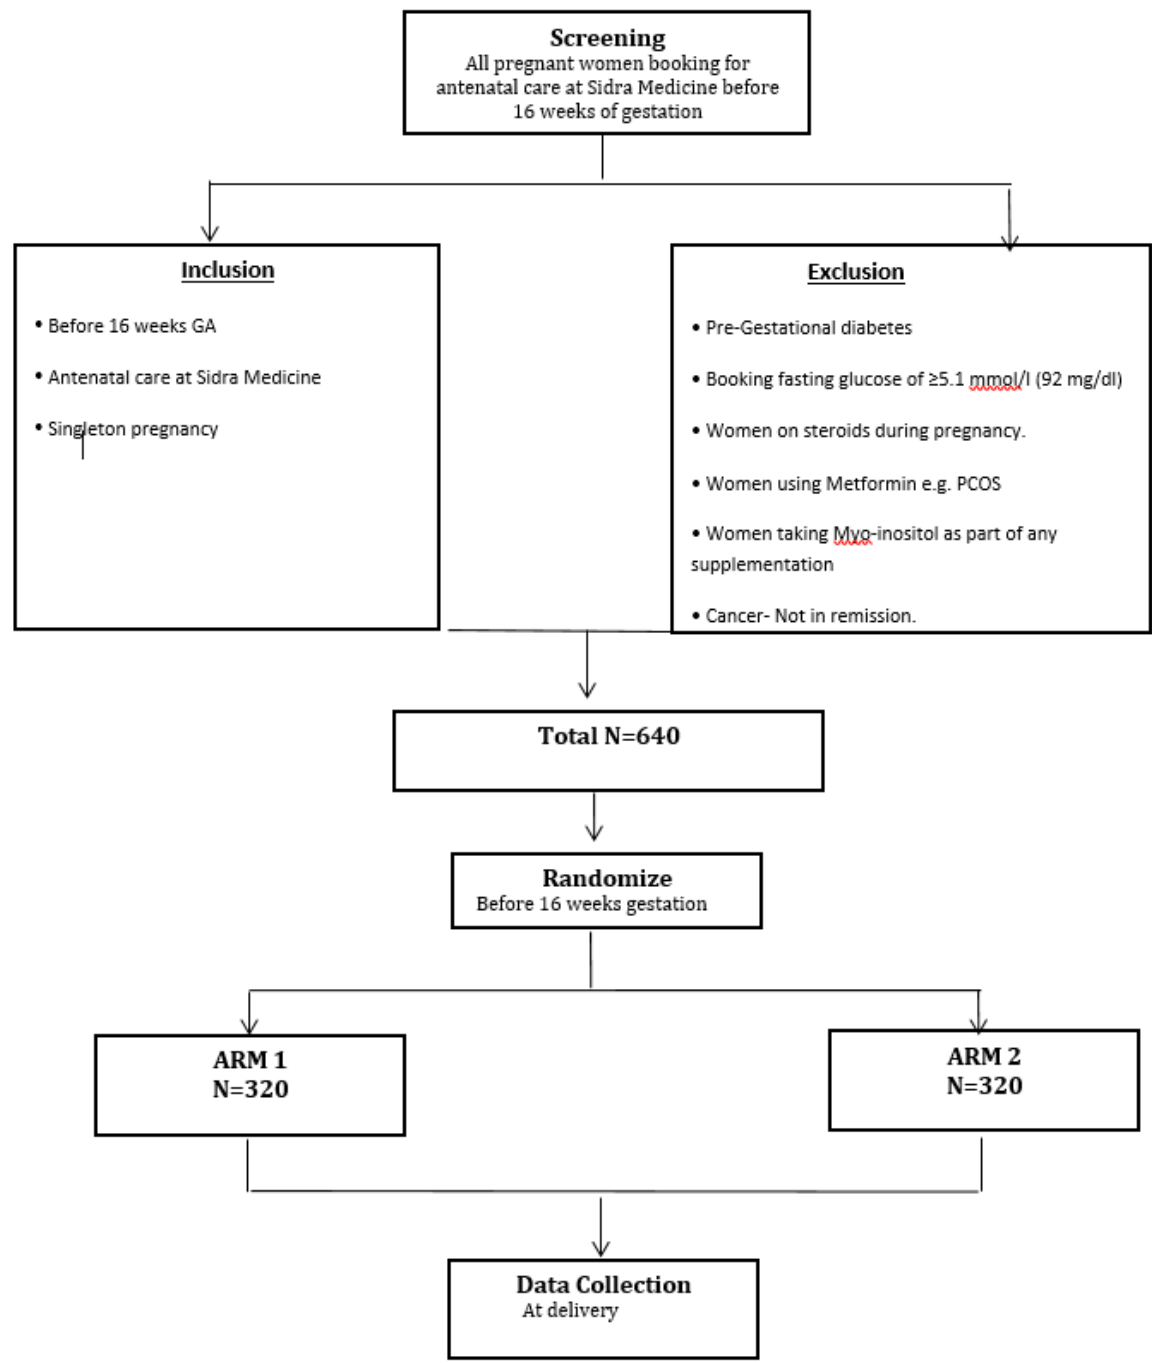 Screening
All pregnant women booking for
antenatal care at Sidra Medicine before
16 weeks of gestation
Inclusion
• Before 16 weeks GA
• Antenatal care at Sidra Medicine
• Singleton pregnancy
Exclusion
• Pre-Gestational diabetes
• Booking fasting glucose of ≥5.1 mmol/l (92 mg/dl)
• Women on steroids during pregnancy.
• Women using Metformin e.g. PCOS
• Women taking Myo-inositol as part of any
supplementation
• Cancer- Not in remission.
Total N=640
Randomize
Before 16 weeks gestation
ARM 1
N=320
ARM 2
N=320
Data Collection
At delivery